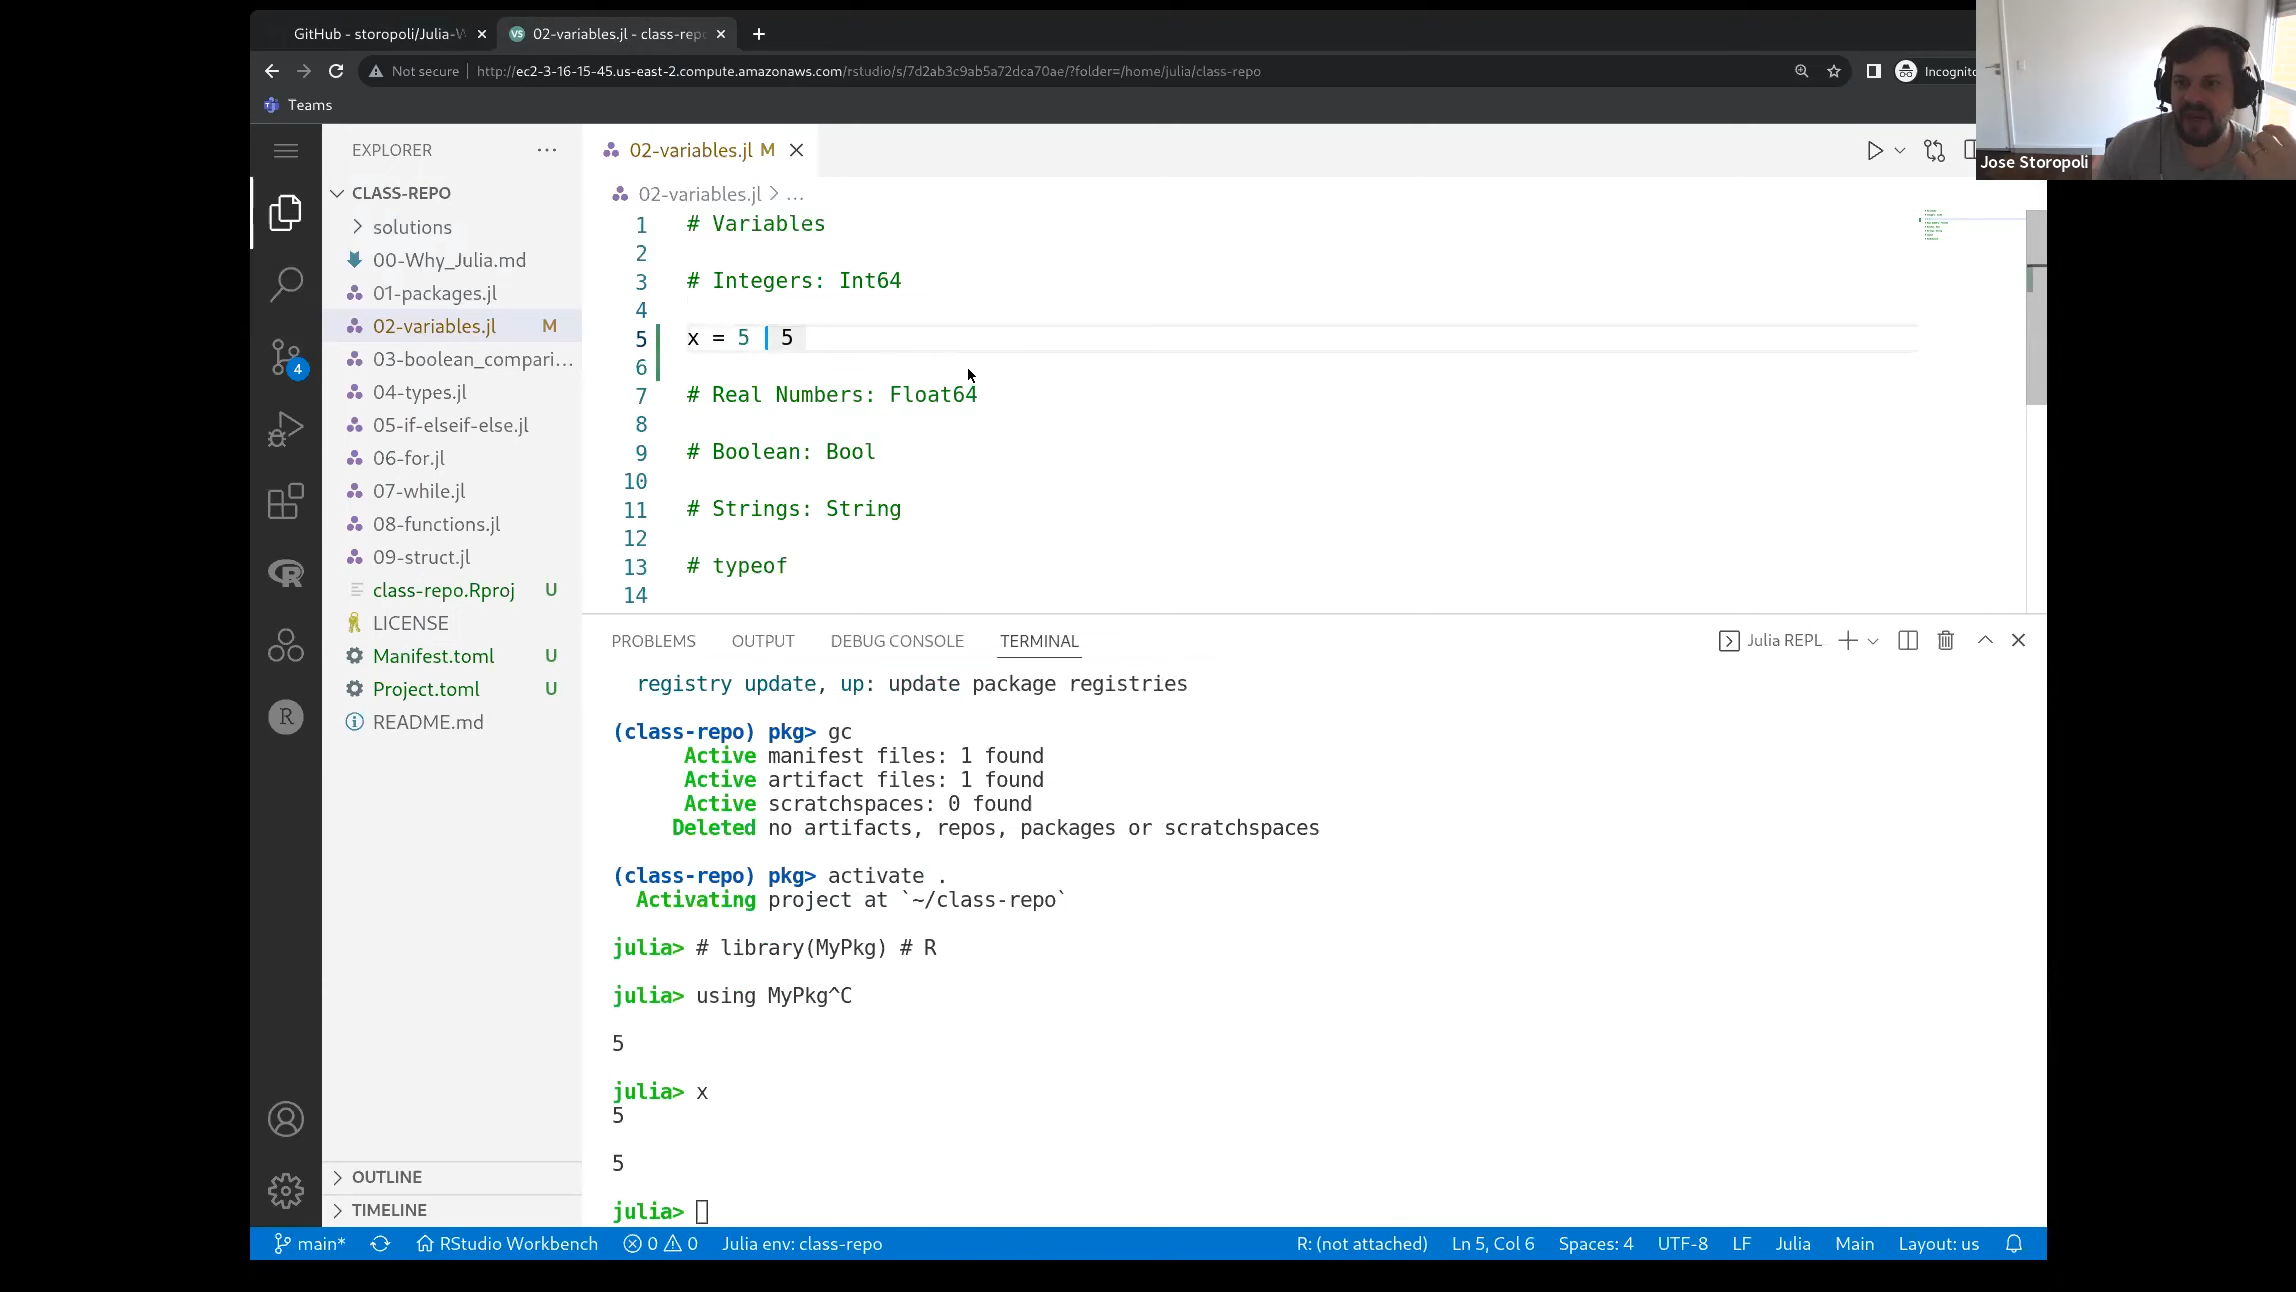 GitHub - storopoli/Julia-W
02-variables.jl - class-repo
Not secure
http://ec2-3-16-15-45.us-east-2.compute.amazonaws.com/rstudio/s/7d2ab3c9ab5a72dca70ae/?folder=/home/julia/class-repo
Incognito
Teams
Jose Storopoli
EXPLORER
CLASS-REPO
solutions
00-Why_Julia.md
01-packages.jl
02-variables.jl M
03-boolean_compari...
04-types.jl
05-if-elseif-else.jl
06-for.jl
07-while.jl
08-functions.jl
09-struct.jl
class-repo.Rproj U
LICENSE
Manifest.toml U
Project.toml U
README.md
OUTLINE
TIMELINE
4
R
R
02-variables.jl M
02-variables.jl > ...
1 # Variables
2
3 # Integers: Int64
4
5 x = 5 5
6
7 # Real Numbers: Float64
8
9 # Boolean: Bool
10
11 # Strings: String
12
13 # typeof
14
PROBLEMS OUTPUT DEBUG CONSOLE TERMINAL
Julia REPL
registry update, up: update package registries
(class-repo) pkg> gc
Active manifest files: 1 found
Active artifact files: 1 found
Active scratchspaces: 0 found
Deleted no artifacts, repos, packages or scratchspaces
(class-repo) pkg> activate .
Activating project at `~/class-repo`
julia> # library(MyPkg) # R
julia> using MyPkg^C
5
julia> x
5
5
julia>
main* RStudio Workbench 0 0 Julia env: class-repo R: (not attached) Ln 5, Col 6 Spaces: 4 UTF-8 LF Julia Main Layout: us